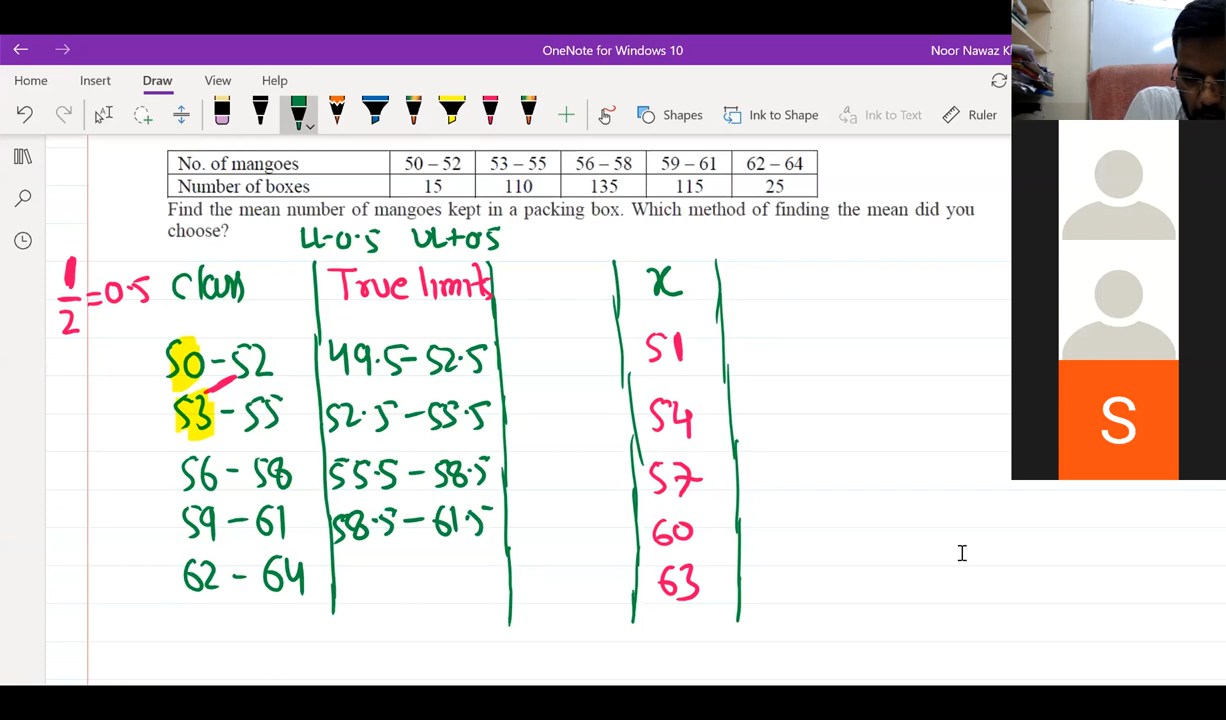 OneNote for Windows 10
Noor Nawaz K
Home Insert Draw View Help
Shapes Ink to Shape Ink to Text Ruler
No. of mangoes 50 – 52 53 – 55 56 – 58 59 – 61 62 – 64
Number of boxes 15 110 135 115 25
Find the mean number of mangoes kept in a packing box. Which method of finding the mean did you
choose?
LL-0.5 UL+0.5
1/2 = 0.5
Class True limits x
50 - 52 49.5 - 52.5 51
53 - 55 52.5 - 55.5 54
56 - 58 55.5 - 58.5 57
59 - 61 58.5 - 61.5 60
62 - 64 63
S